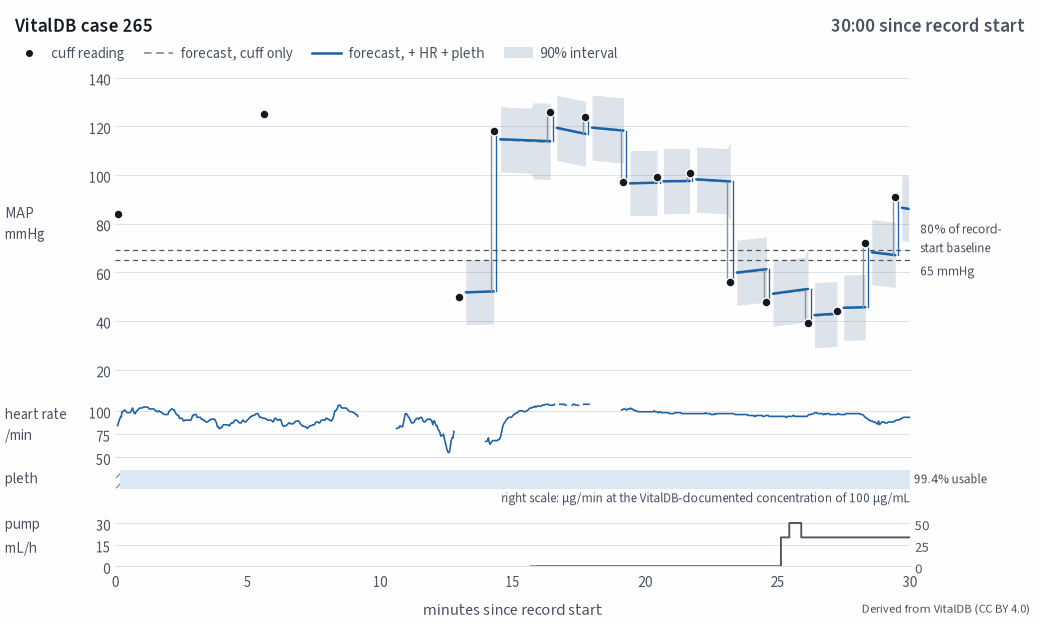 VitalDB case 265
30:00 since record start
cuff reading
forecast, cuff only
forecast, + HR + pleth
90% interval
140
120
100
80
60
40
20
MAP
mmHg
80% of record-
start baseline
65 mmHg
heart rate
/min
100
75
50
pleth
99.4% usable
right scale: µg/min at the VitalDB-documented concentration of 100 µg/mL
pump
mL/h
30
15
0
50
25
0
0 5 10 15 20 25 30
minutes since record start
Derived from VitalDB (CC BY 4.0)